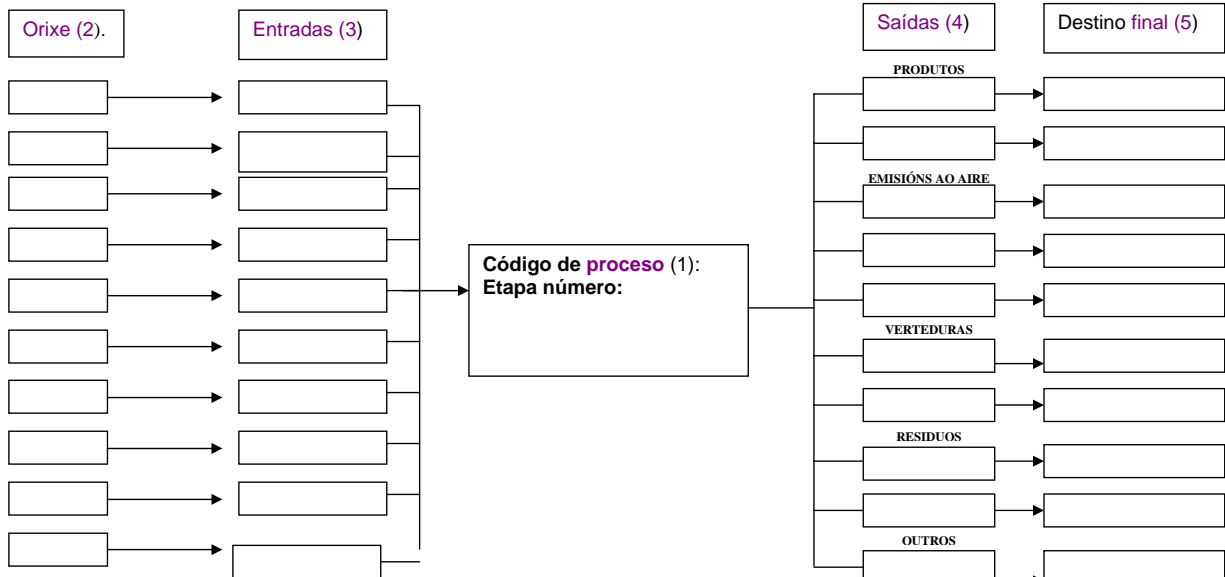 Orixe (2).
Entradas (3)
Saídas (4)
Destino final (5)
PRODUTOS
EMISIÓNS AO AIRE
Código de proceso (1):
Etapa número:
VERTEDURAS
RESIDUOS
OUTROS